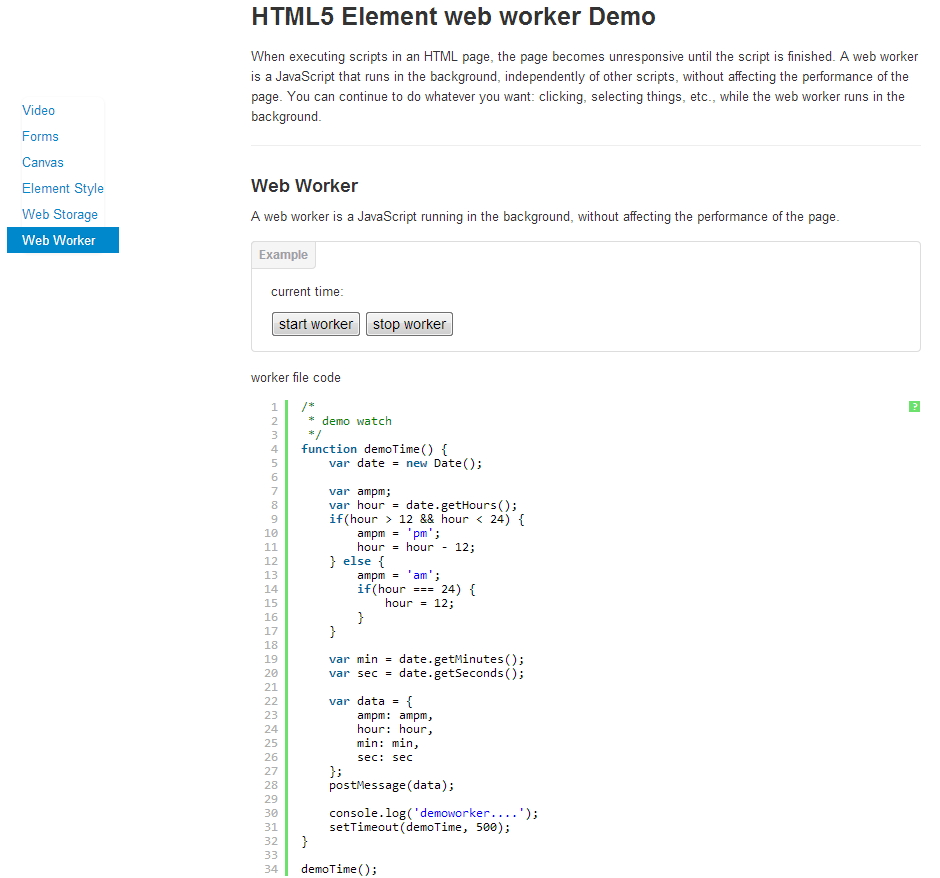 HTML5 Element web worker Demo
When executing scripts in an HTML page, the page becomes unresponsive until the script is finished. A web worker
is a JavaScript that runs in the background, independently of other scripts, without affecting the performance of the
page. You can continue to do whatever you want: clicking, selecting things, etc., while the web worker runs in the
background.
Video
Forms
Canvas
Element Style
Web Storage
Web Worker
Web Worker
A web worker is a JavaScript running in the background, without affecting the performance of the page.
Example
current time:
start worker stop worker
worker file code
?
1 /*
2  * demo watch
3  */
4 function demoTime() {
5     var date = new Date();
6
7     var ampm;
8     var hour = date.getHours();
9     if(hour > 12 && hour < 24) {
10         ampm = 'pm';
11         hour = hour - 12;
12     } else {
13         ampm = 'am';
14         if(hour === 24) {
15             hour = 12;
16         }
17     }
18
19     var min = date.getMinutes();
20     var sec = date.getSeconds();
21
22     var data = {
23         ampm: ampm,
24         hour: hour,
25         min: min,
26         sec: sec
27     };
28     postMessage(data);
29
30     console.log('demoworker....');
31     setTimeout(demoTime, 500);
32 }
33
34 demoTime();